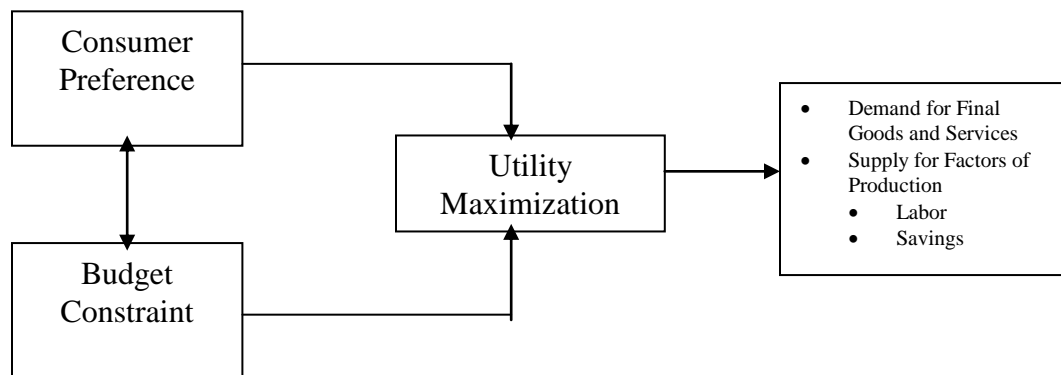 Consumer
Preference
Budget
Constraint
Utility
Maximization
• Demand for Final
Goods and Services
• Supply for Factors of
Production
• Labor
• Savings